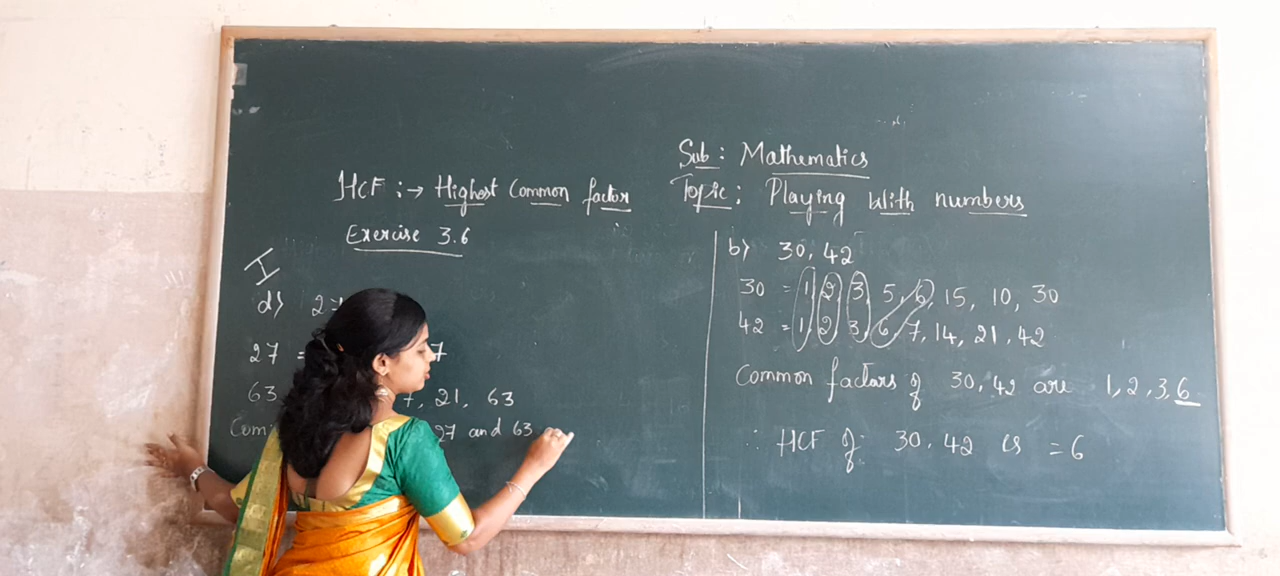 Sub: Mathematics
HCF :→ Highest Common factor
Topic: Playing With numbers
Exercise 3.6
I
d)
27 =
63
7, 21, 63
27 and 63
b) 30, 42
30 = 1, 2, 3, 5, 6, 15, 10, 30
42 = 1, 2, 3, 6, 7, 14, 21, 42
Common factors of 30, 42 are 1, 2, 3, 6
∴ HCF of 30, 42 is = 6